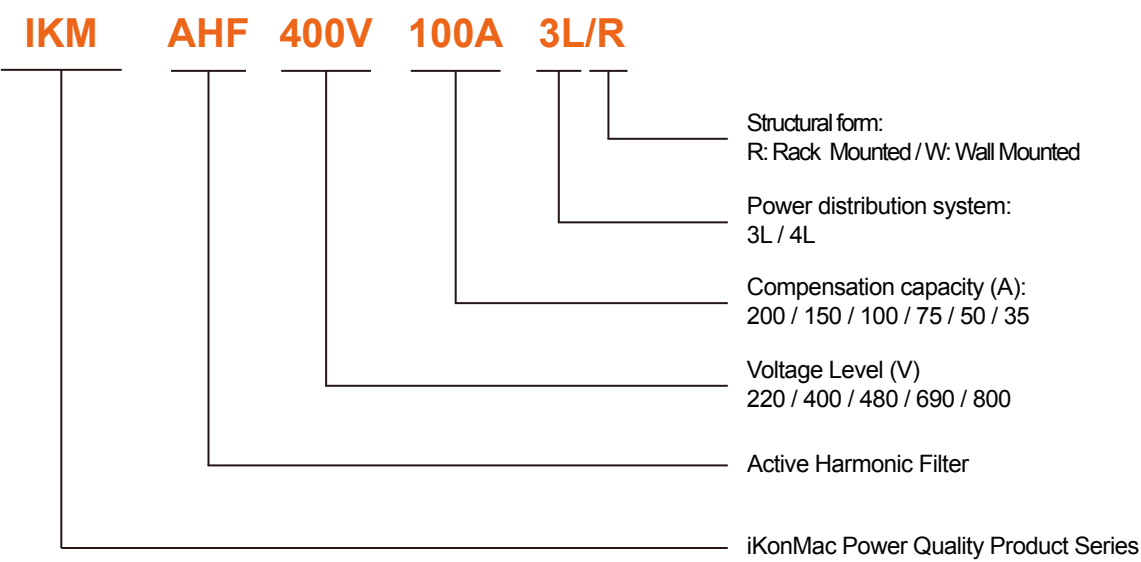 IKM AHF 400V 100A 3L/R
Structural form:
R: Rack Mounted / W: Wall Mounted
Power distribution system:
3L / 4L
Compensation capacity (A):
200 / 150 / 100 / 75 / 50 / 35
Voltage Level (V)
220 / 400 / 480 / 690 / 800
Active Harmonic Filter
iKonMac Power Quality Product Series